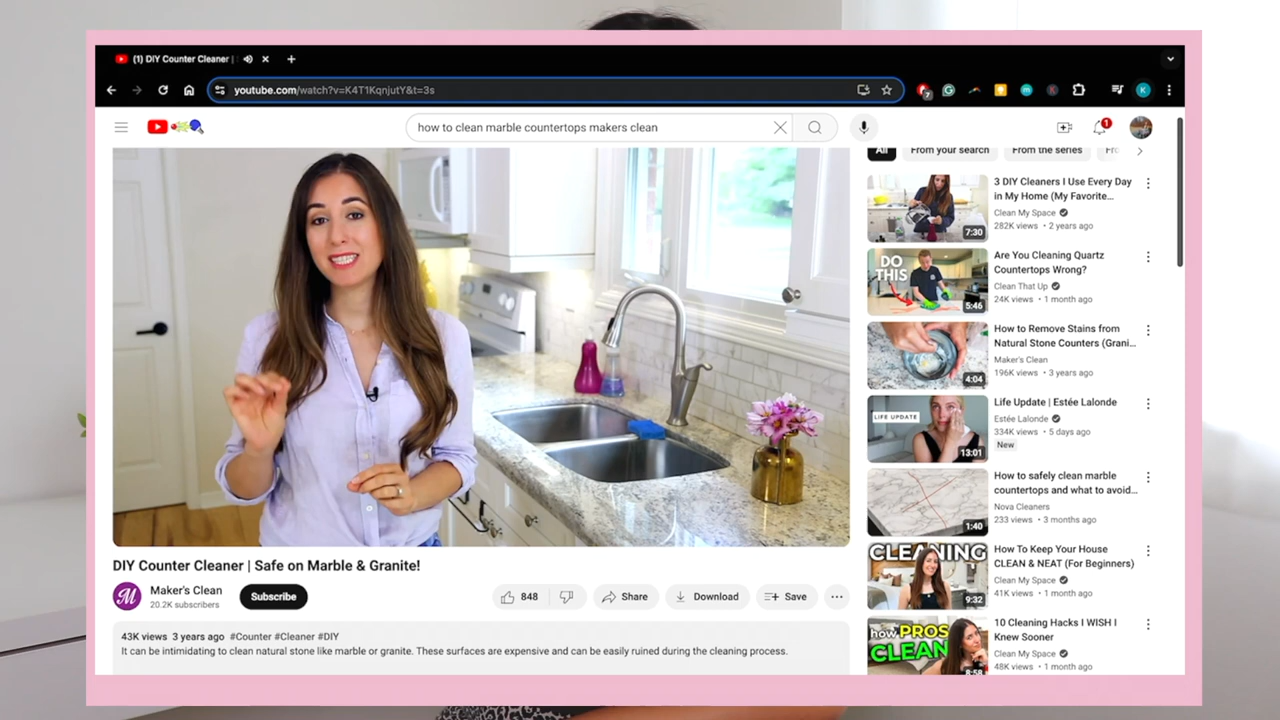 (1) DIY Counter Cleaner |
youtube.com/watch?v=K4T1KqnjutY&t=3s
7
K
how to clean marble countertops makers clean
1
All
From your search
From the series
DIY Counter Cleaner | Safe on Marble & Granite!
Maker's Clean
20.2K subscribers
Subscribe
848
Share
Download
Save
43K views 3 years ago #Counter #Cleaner #DIY
It can be intimidating to clean natural stone like marble or granite. These surfaces are expensive and can be easily ruined during the cleaning process.
7:30
3 DIY Cleaners I Use Every Day
in My Home (My Favorite...
Clean My Space
282K views • 2 years ago
DO
THIS
5:46
Are You Cleaning Quartz
Countertops Wrong?
Clean That Up
24K views • 1 month ago
4:04
How to Remove Stains from
Natural Stone Counters (Grani...
Maker's Clean
196K views • 3 years ago
LIFE UPDATE
13:01
Life Update | Estée Lalonde
Estée Lalonde
334K views • 5 days ago
New
1:40
How to safely clean marble
countertops and what to avoid...
Nova Cleaners
233 views • 3 months ago
CLEANING
9:32
How To Keep Your House
CLEAN & NEAT (For Beginners)
Clean My Space
41K views • 1 month ago
how PROS
CLEAN
8:58
10 Cleaning Hacks I WISH I
Knew Sooner
Clean My Space
48K views • 1 month ago